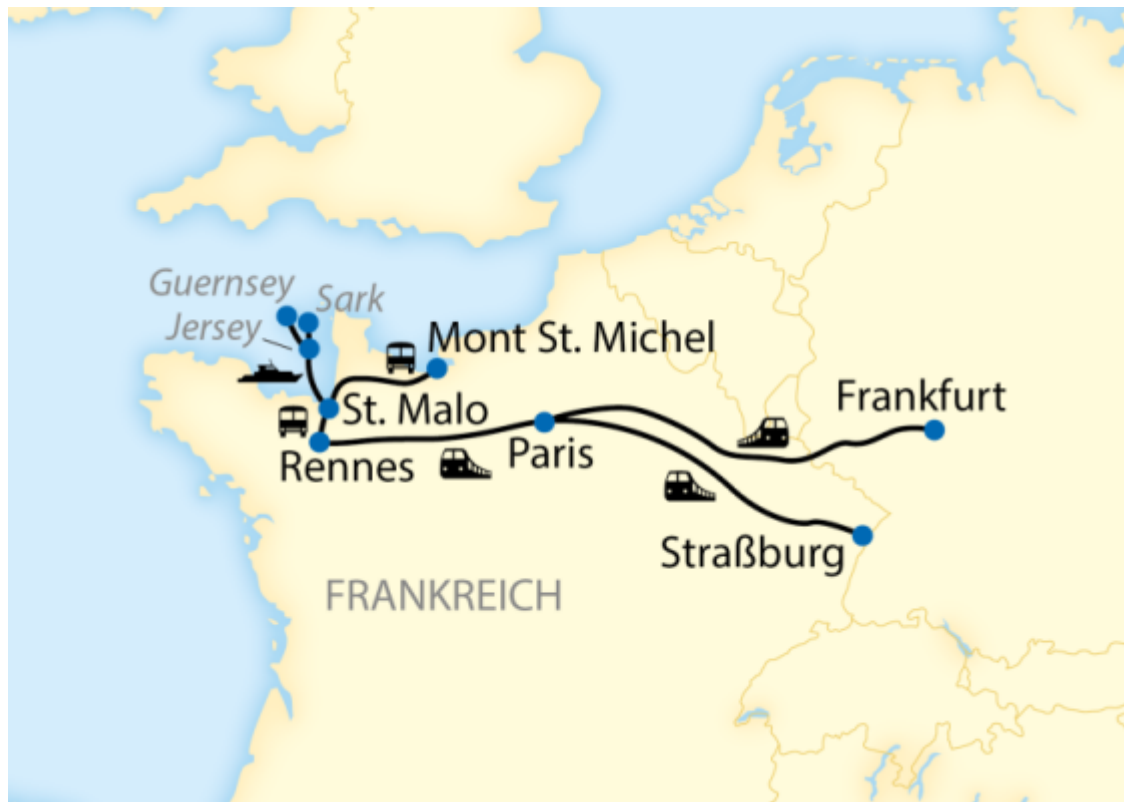 Guernsey
Sark
Jersey
Mont St. Michel
St. Malo
Frankfurt
Rennes
Paris
Straßburg
FRANKREICH